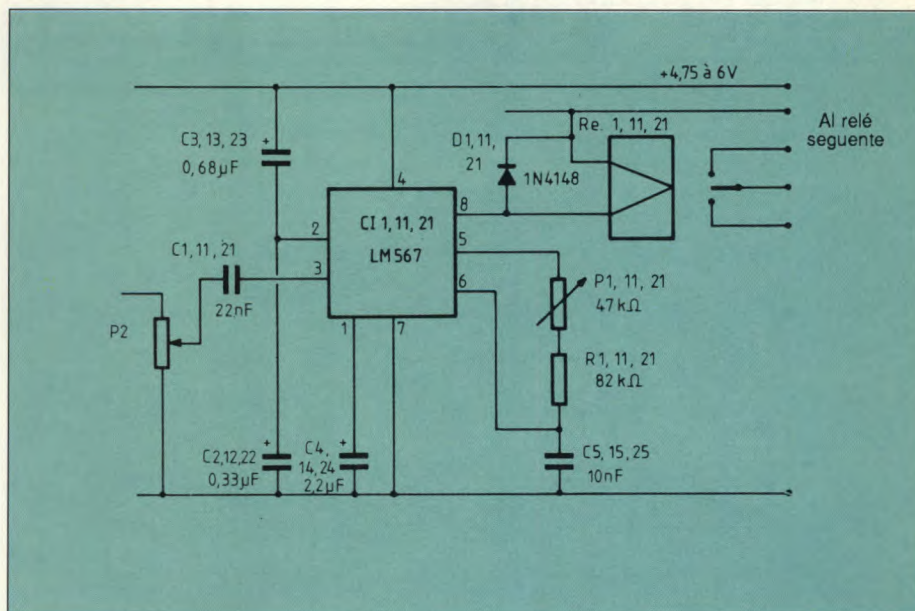 +4,75 à 6V
Al relé
seguente
Re. 1, 11, 21
D1, 11,
21
1N4148
C3, 13, 23
0,68µF
4
8
CI 1, 11, 21
LM567
2
5
C1, 11, 21
3
6
P1, 11, 21
47 kΩ
22nF
P2
1
7
R1, 11, 21
82 kΩ
C2,12,22
0,33µF
C4,
14,24
2,2µF
C5, 15, 25
10nF
+
+
+